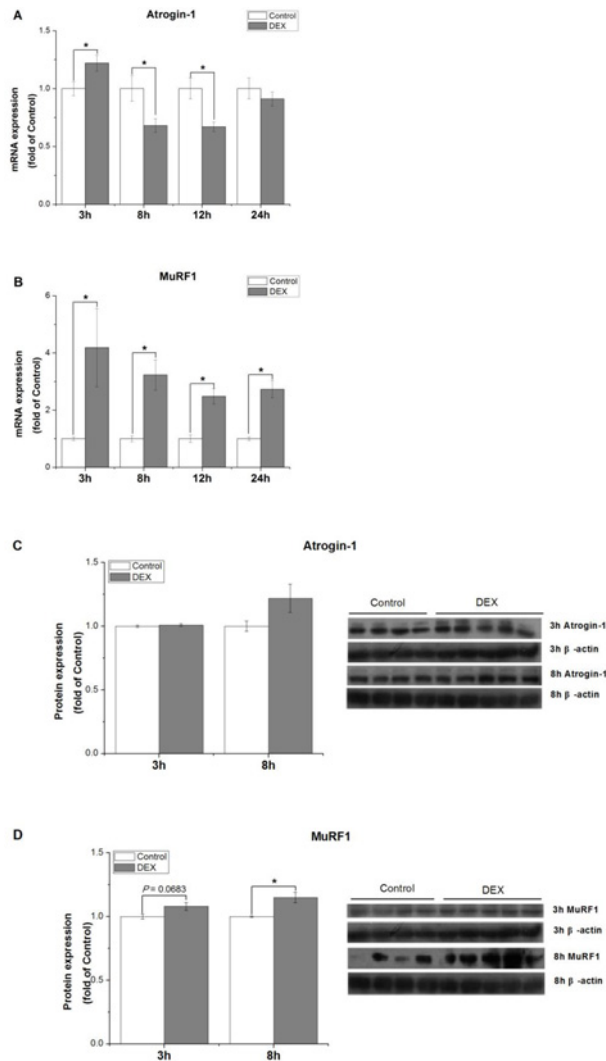 A
Atrogin-1
Control
DEX
mRNA expression
(fold of Control)
1.5
1.0
0.5
0.0
*
*
*
3h
8h
12h
24h
B
MuRF1
Control
DEX
mRNA expression
(fold of Control)
6
4
2
0
*
*
*
*
3h
8h
12h
24h
C
Atrogin-1
Control
DEX
Protein expression
(fold of Control)
1.5
1.0
0.5
0.0
3h
8h
Control
DEX
3h Atrogin-1
3h β -actin
8h Atrogin-1
8h β -actin
D
MuRF1
Control
DEX
Protein expression
(fold of Control)
1.5
1.0
0.5
0.0
P = 0.0683
*
3h
8h
Control
DEX
3h MuRF1
3h β -actin
8h MuRF1
8h β -actin